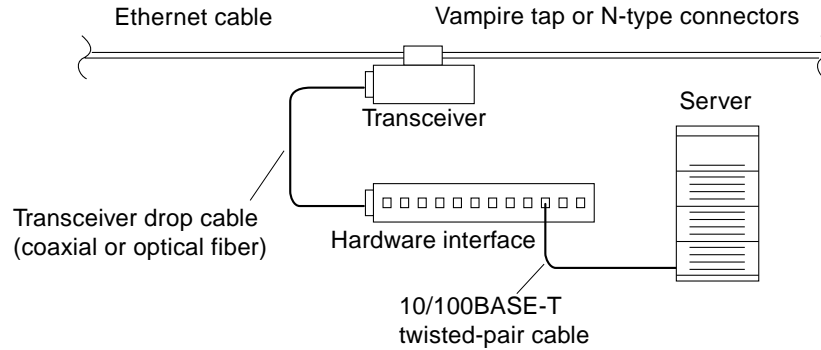 Ethernet cable
Vampire tap or N-type connectors
Transceiver
Server
Transceiver drop cable
(coaxial or optical fiber)
Hardware interface
10/100BASE-T
twisted-pair cable